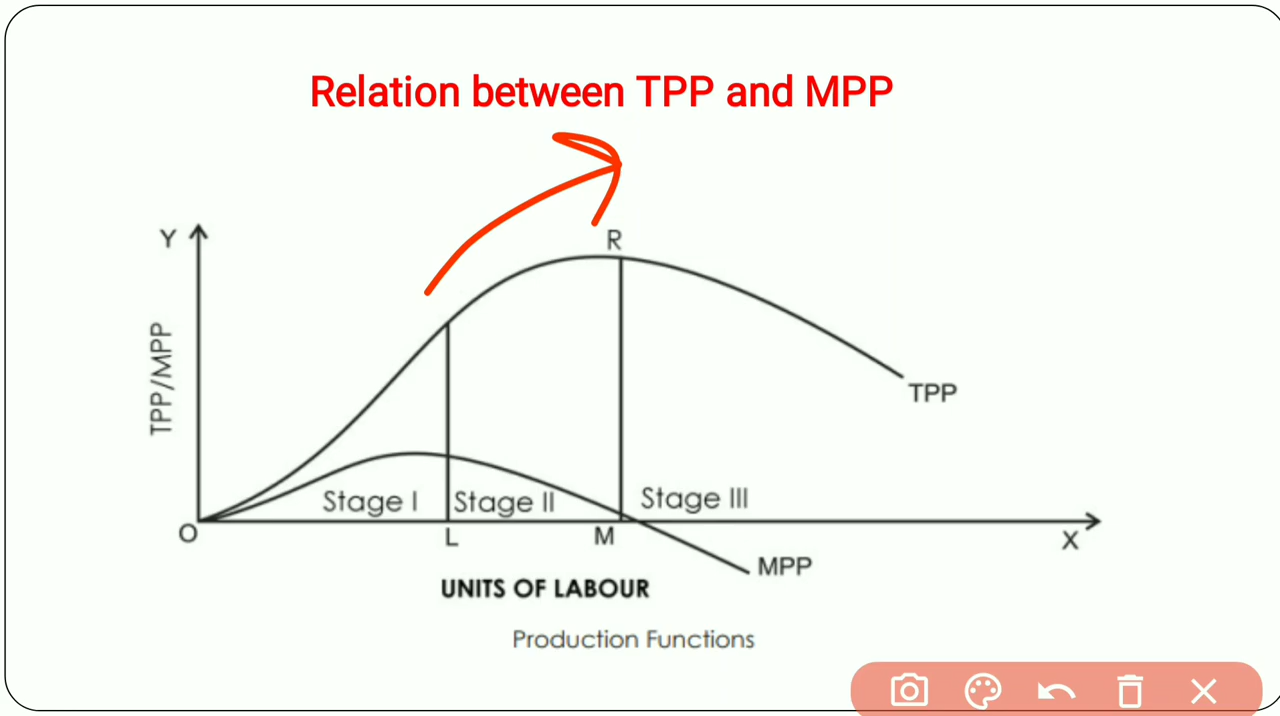 Relation between TPP and MPP
Y
R
TPP/MPP
TPP
Stage I
Stage II
Stage III
O
L
M
X
MPP
UNITS OF LABOUR
Production Functions